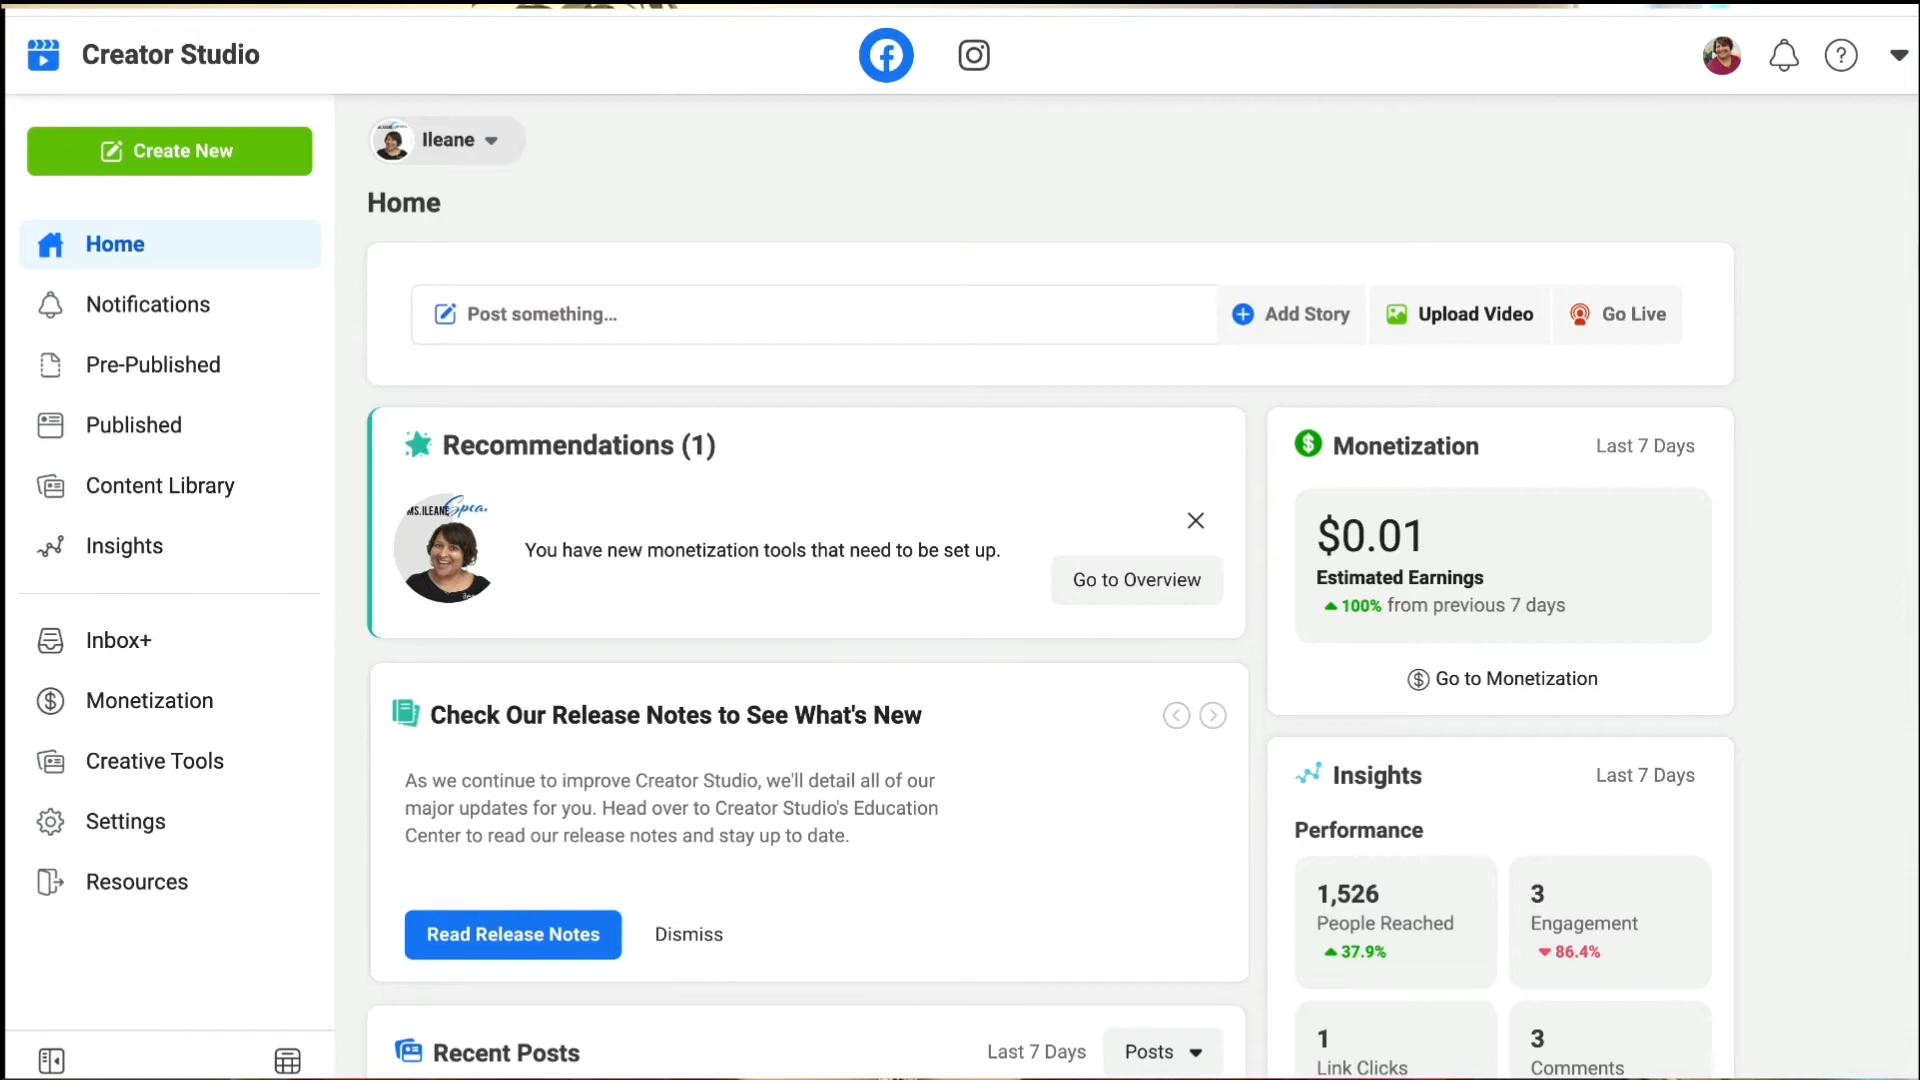 Creator Studio
Create New
Home
Notifications
Pre-Published
Published
Content Library
Insights
Inbox+
Monetization
Creative Tools
Settings
Resources
Ileane
Home
Post something...
Add Story
Upload Video
Go Live
Recommendations (1)
MS.ILEANE
You have new monetization tools that need to be set up.
Go to Overview
Check Our Release Notes to See What's New
As we continue to improve Creator Studio, we'll detail all of our
major updates for you. Head over to Creator Studio's Education
Center to read our release notes and stay up to date.
Read Release Notes
Dismiss
Recent Posts
Last 7 Days
Posts
Monetization
Last 7 Days
$0.01
Estimated Earnings
100% from previous 7 days
Go to Monetization
Insights
Last 7 Days
Performance
1,526
People Reached
37.9%
3
Engagement
86.4%
1
Link Clicks
3
Comments